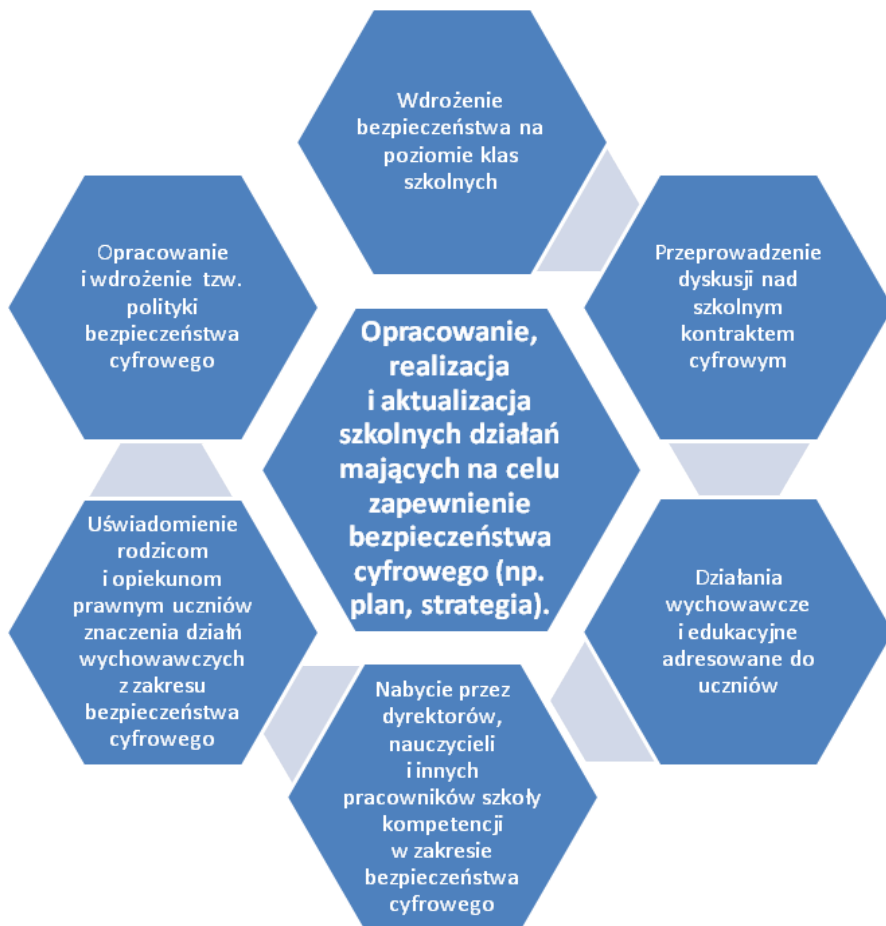 Wdrożenie
bezpieczeństwa na
poziomie klas
szkolnych
Przeprowadzenie
dyskusji nad
szkolnym
kontraktem
cyfrowym
Działania
wychowawcze
i edukacyjne
adresowane do
uczniów
Nabycie przez
dyrektorów,
nauczycieli
i innych
pracowników szkoły
kompetencji
w zakresie
bezpieczeństwa
cyfrowego
Uświadomienie
rodzicom
i opiekunom
prawnym uczniów
znaczenia dziłań
wychowawczych
z zakresu
bezpieczeństwa
cyfrowego
Opracowanie
i wdrożenie tzw.
polityki
bezpieczeństwa
cyfrowego
Opracowanie,
realizacja
i aktualizacja
szkolnych działań
mających na celu
zapewnienie
bezpieczeństwa
cyfrowego (np.
plan, strategia).